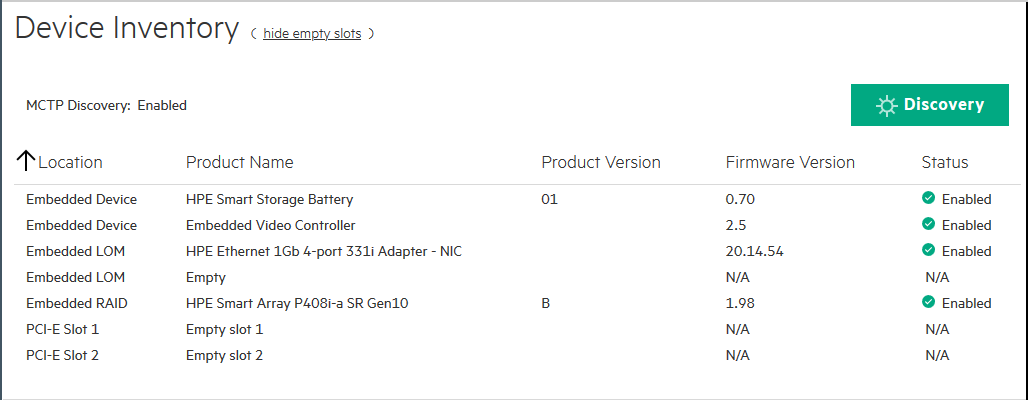 Device Inventory ( hide empty slots )
MCTP Discovery: Enabled Discovery
Location Product Name Product Version Firmware Version Status
Embedded Device HPE Smart Storage Battery 01 0.70 Enabled
Embedded Device Embedded Video Controller 2.5 Enabled
Embedded LOM HPE Ethernet 1Gb 4-port 331i Adapter - NIC 20.14.54 Enabled
Embedded LOM Empty N/A N/A
Embedded RAID HPE Smart Array P408i-a SR Gen10 B 1.98 Enabled
PCI-E Slot 1 Empty slot 1 N/A N/A
PCI-E Slot 2 Empty slot 2 N/A N/A